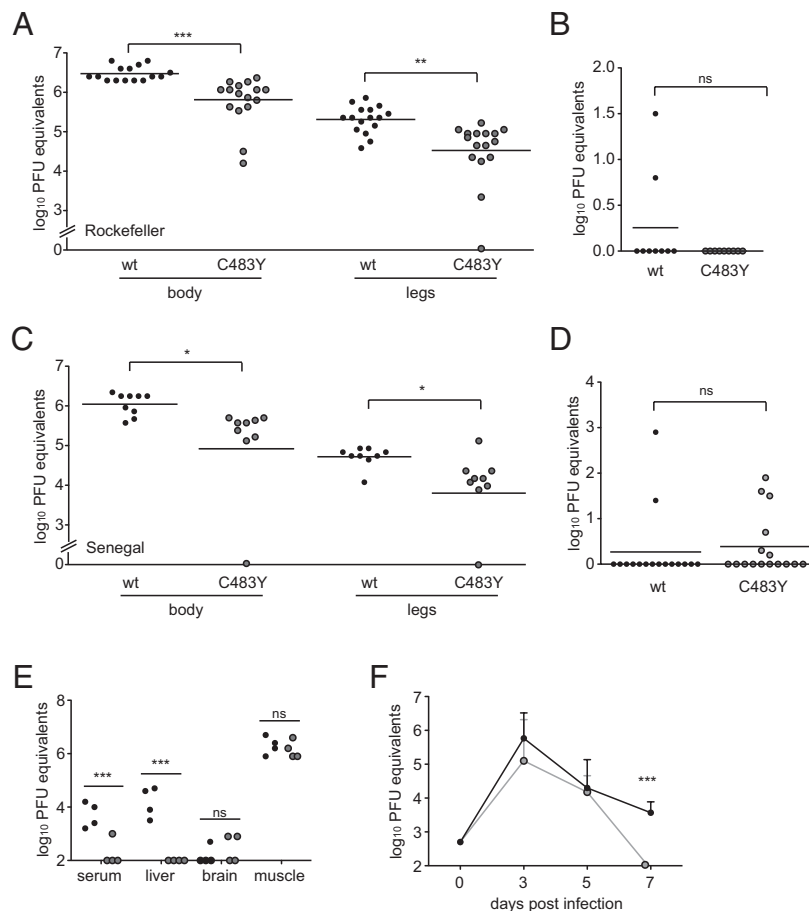 A
B
*** **
ns
log₁₀ PFU equivalents
7
6
5
4
3
0
Rockefeller
wt C483Y wt C483Y
body legs
log₁₀ PFU equivalents
2.0
1.5
1.0
0.5
0.0
wt C483Y
C
D
* *
ns
log₁₀ PFU equivalents
7
6
5
4
3
0
Senegal
wt C483Y wt C483Y
body legs
log₁₀ PFU equivalents
4
3
2
1
0
wt C483Y
E
F
log₁₀ PFU equivalents
8
6
4
2
*** *** ns ns
serum liver brain muscle
log₁₀ PFU equivalents
7
6
5
4
3
2
***
0 3 5 7
days post infection